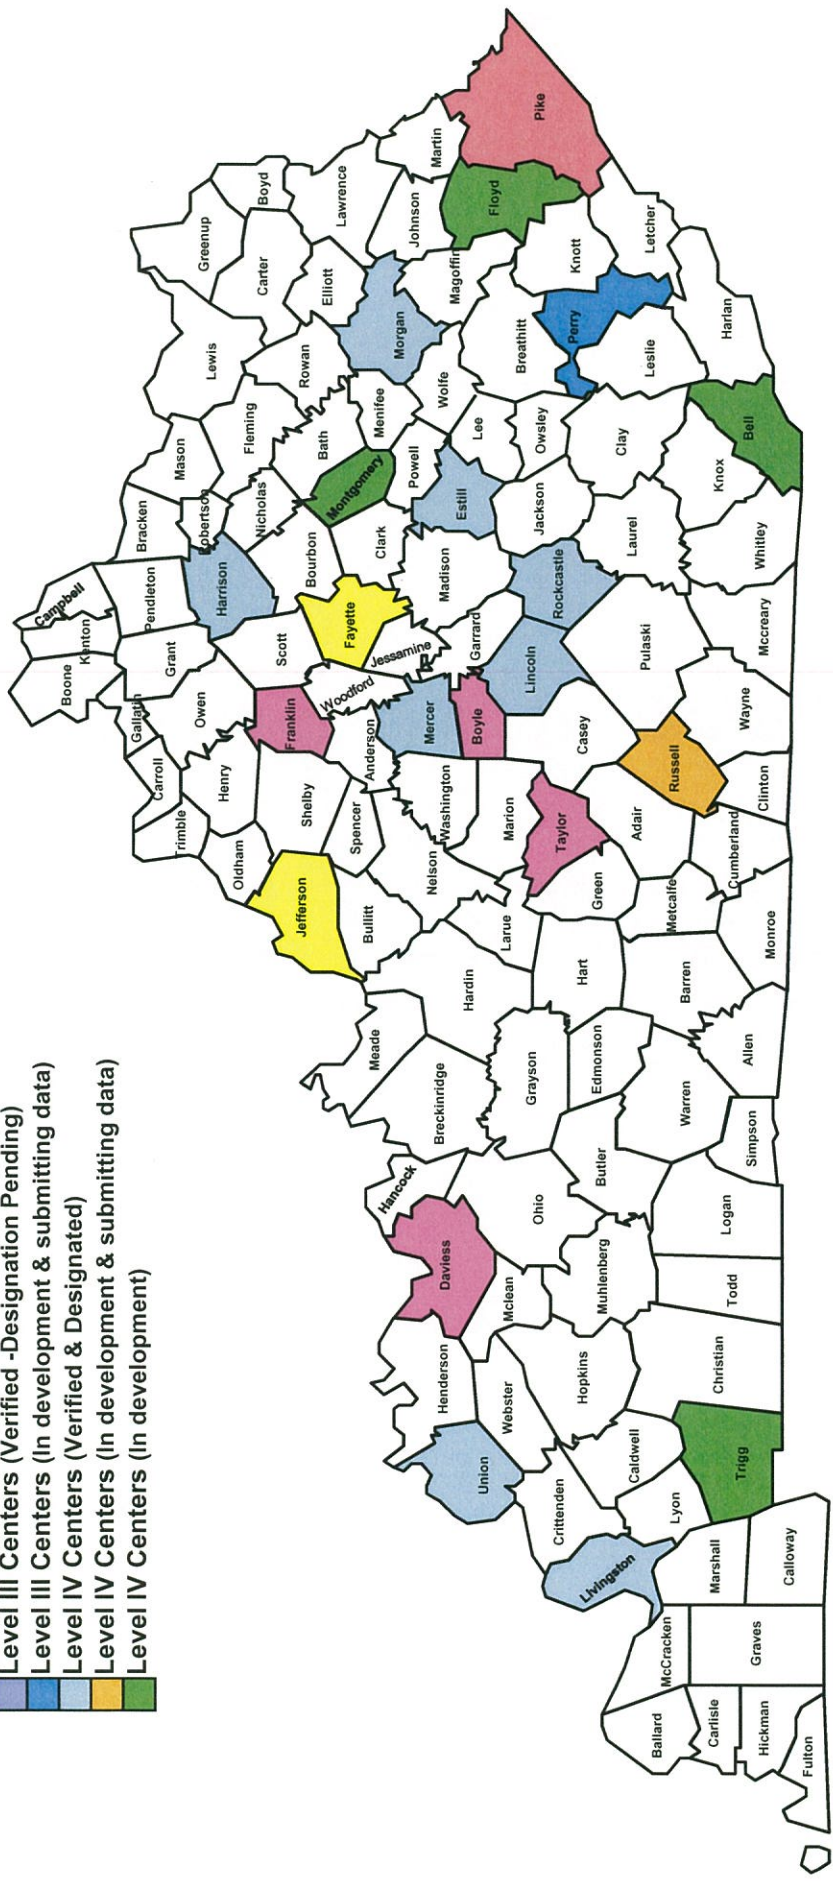 Level III Centers (Verified -Designation Pending)
Level III Centers (In development & submitting data)
Level IV Centers (Verified & Designated)
Level IV Centers (In development & submitting data)
Level IV Centers (In development)
Boone
Kenton
Campbell
Gallatin
Grant
Pendleton
Bracken
Mason
Lewis
Greenup
Boyd
Carter
Trimble
Carroll
Owen
Harrison
Robertson
Fleming
Rowan
Elliott
Lawrence
Oldham
Henry
Franklin
Scott
Nicholas
Bath
Morgan
Johnson
Martin
Jefferson
Shelby
Woodford
Fayette
Bourbon
Montgomery
Menifee
Magoffin
Floyd
Pike
Bullitt
Spencer
Anderson
Jessamine
Clark
Powell
Wolfe
Meade
Hancock
Breckinridge
Hardin
Nelson
Washington
Mercer
Garrard
Madison
Estill
Lee
Breathitt
Knott
Daviess
Henderson
Union
Webster
Mclean
Ohio
Grayson
Larue
Marion
Boyle
Lincoln
Rockcastle
Jackson
Owsley
Perry
Letcher
Crittenden
Hopkins
Muhlenberg
Butler
Edmonson
Hart
Green
Taylor
Casey
Pulaski
Laurel
Clay
Leslie
Harlan
Livingston
Lyon
Caldwell
Christian
Todd
Logan
Warren
Barren
Metcalfe
Adair
Russell
Wayne
Mccreary
Whitley
Knox
Bell
Ballard
McCracken
Marshall
Trigg
Simpson
Allen
Monroe
Cumberland
Clinton
Carlisle
Hickman
Fulton
Graves
Calloway